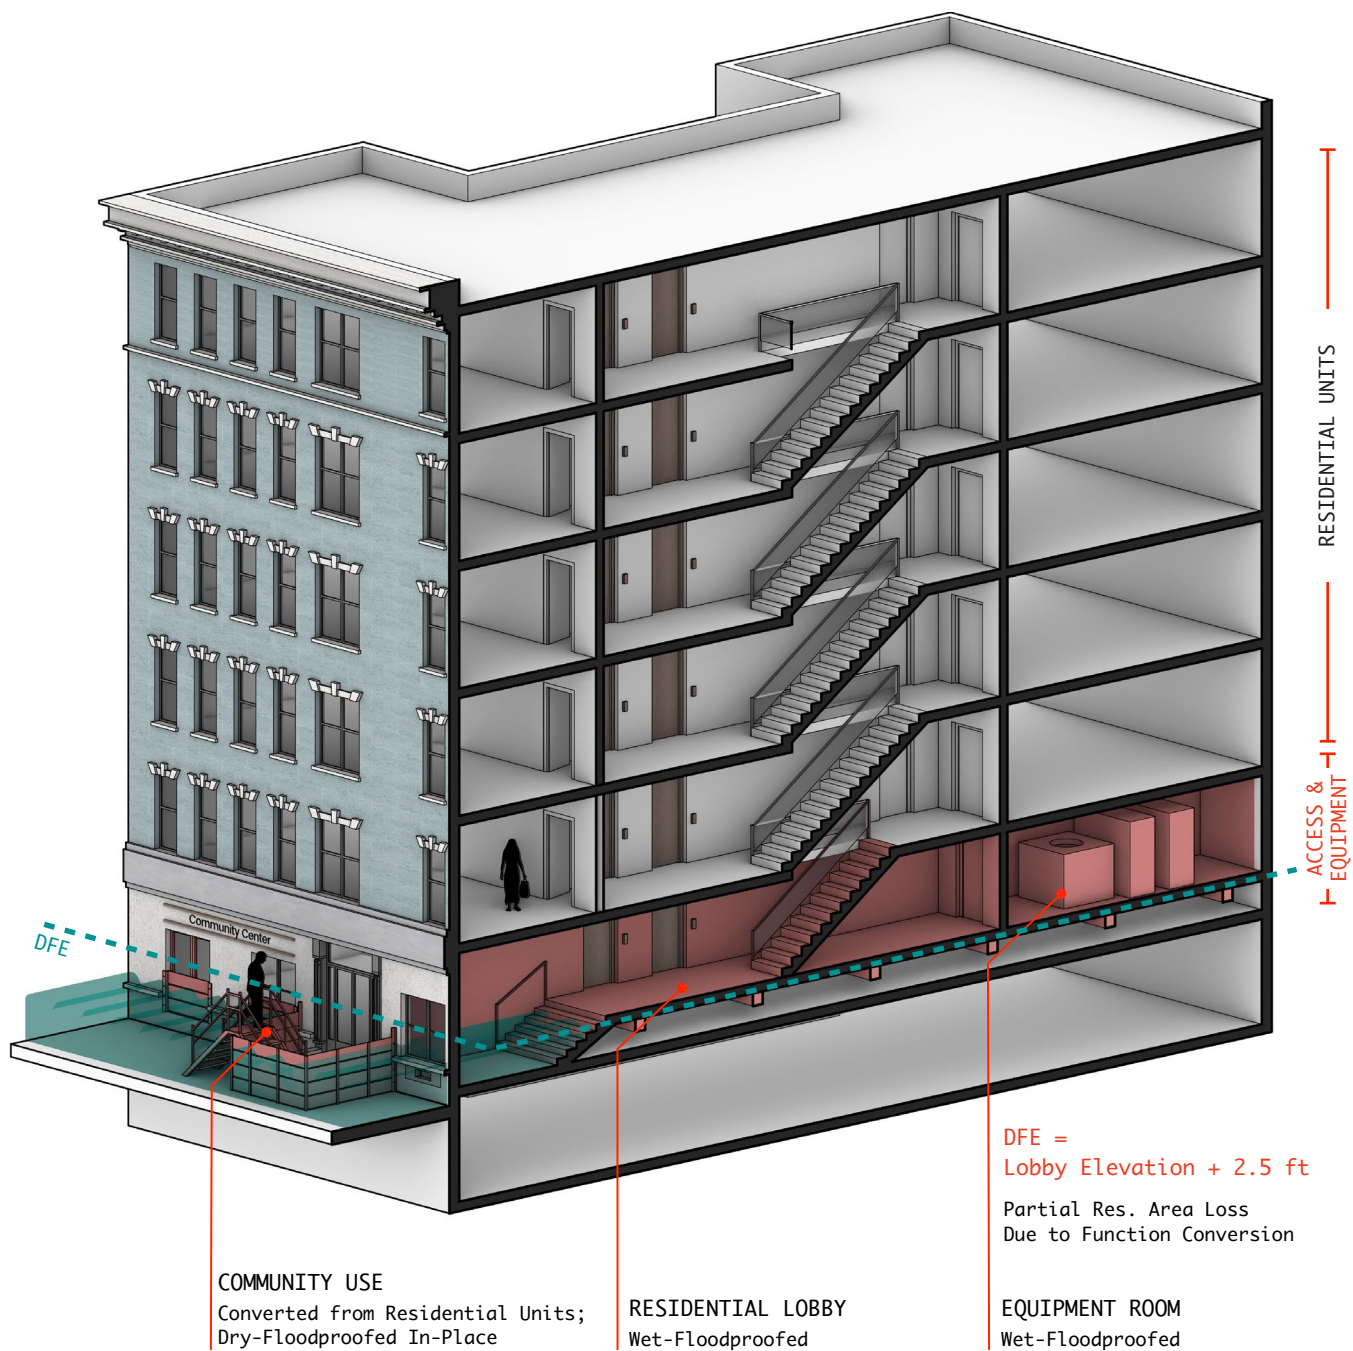 RESIDENTIAL UNITS
ACCESS &
EQUIPMENT
Community Center
DFE
DFE =
Lobby Elevation + 2.5 ft
Partial Res. Area Loss
Due to Function Conversion
COMMUNITY USE
Converted from Residential Units;
Dry-Floodproofed In-Place
RESIDENTIAL LOBBY
Wet-Floodproofed
EQUIPMENT ROOM
Wet-Floodproofed